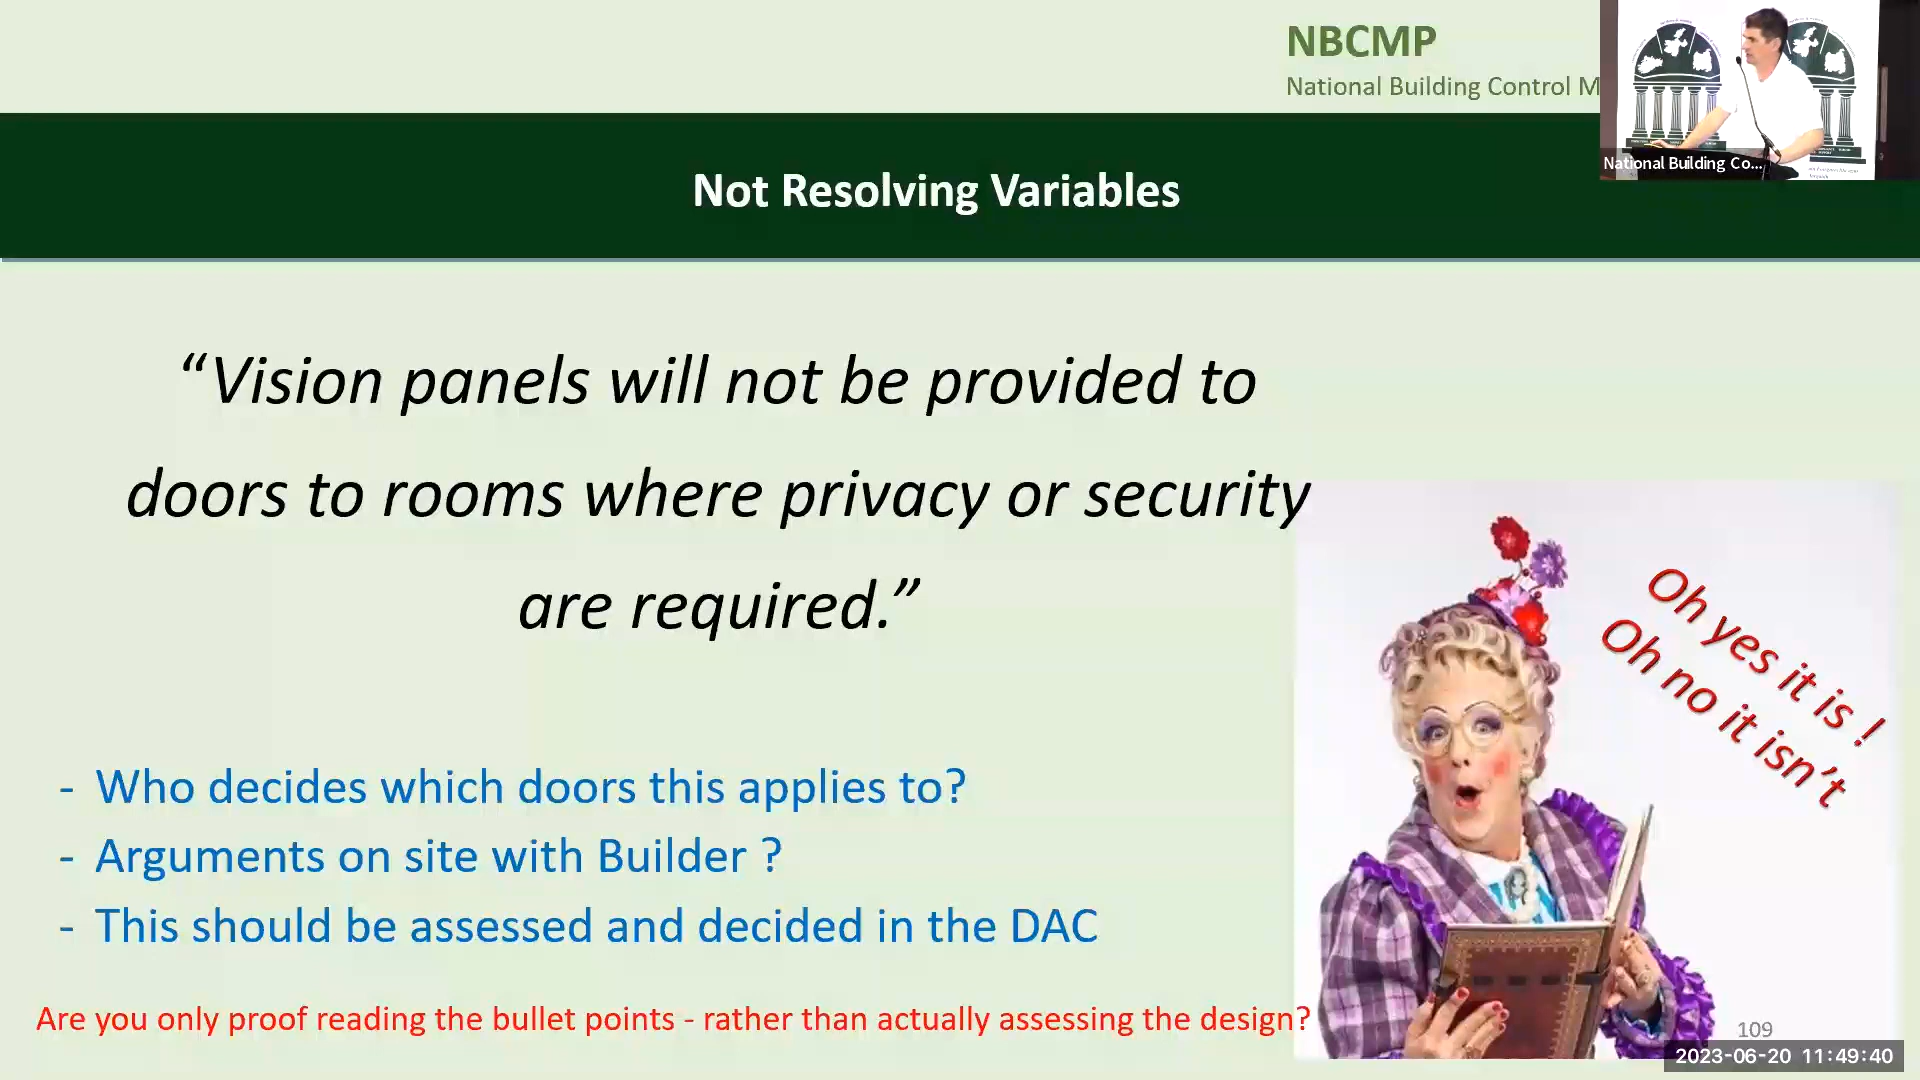 NBCMP
National Building Control M
National Building Co...
Not Resolving Variables
“Vision panels will not be provided to
doors to rooms where privacy or security
are required.”
Oh yes it is !
Oh no it isn’t
- Who decides which doors this applies to?
- Arguments on site with Builder ?
- This should be assessed and decided in the DAC
Are you only proof reading the bullet points - rather than actually assessing the design?
109
2023-06-20 11:49:40